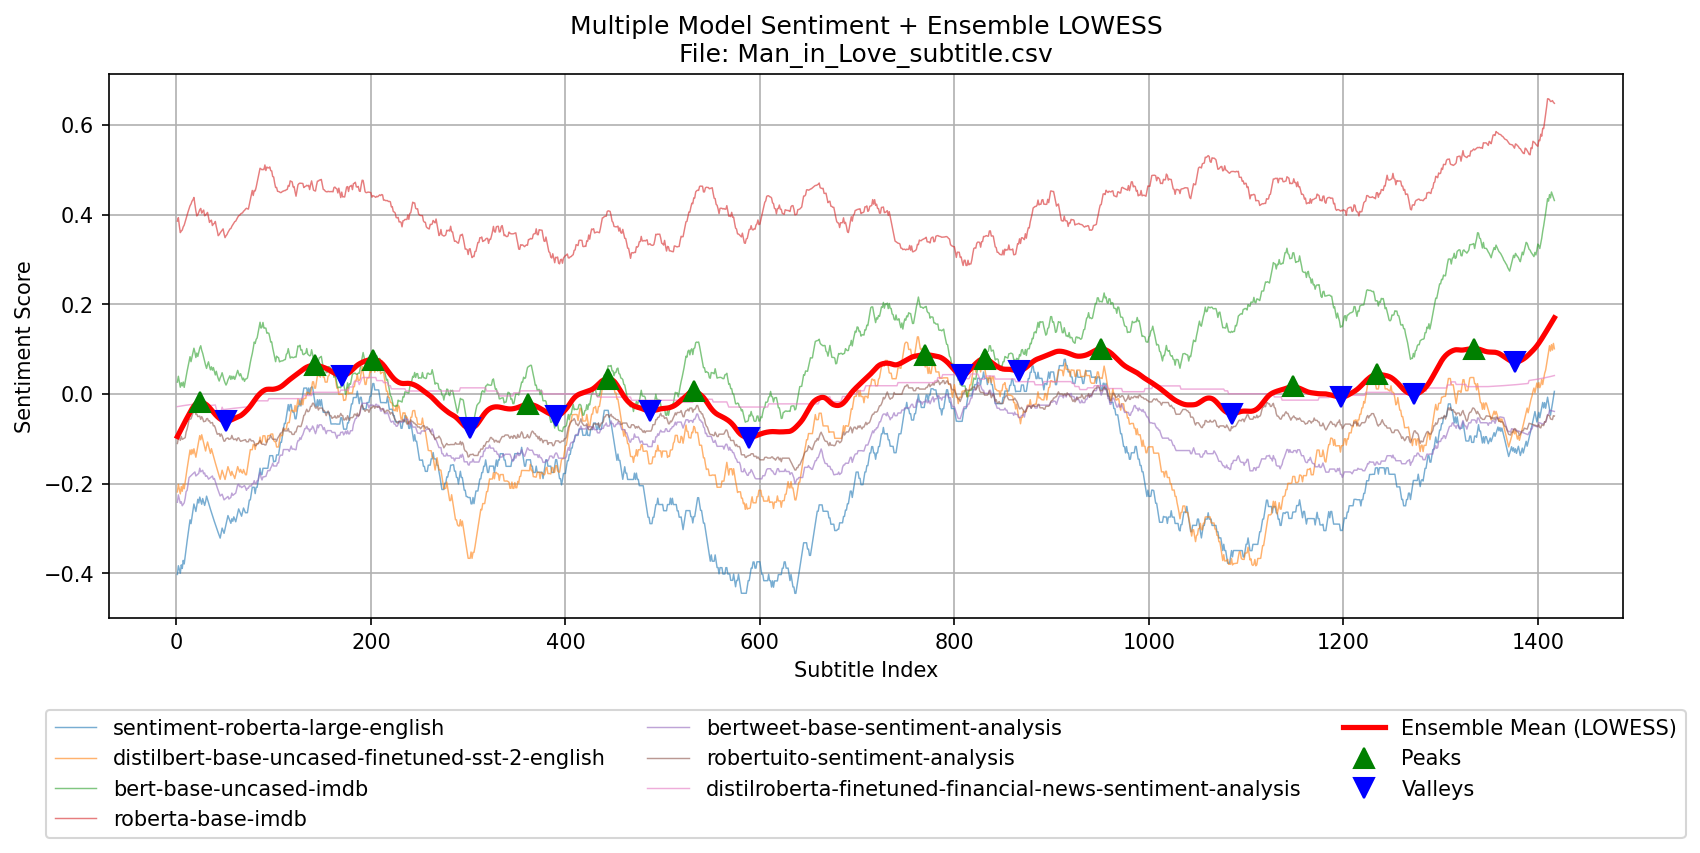 Multiple Model Sentiment + Ensemble LOWESS
File: Man_in_Love_subtitle.csv
Sentiment Score
0.6
0.4
0.2
0.0
−0.2
−0.4
0 200 400 600 800 1000 1200 1400
Subtitle Index
sentiment-roberta-large-english
distilbert-base-uncased-finetuned-sst-2-english
bert-base-uncased-imdb
roberta-base-imdb
bertweet-base-sentiment-analysis
robertuito-sentiment-analysis
distilroberta-finetuned-financial-news-sentiment-analysis
Ensemble Mean (LOWESS)
Peaks
Valleys